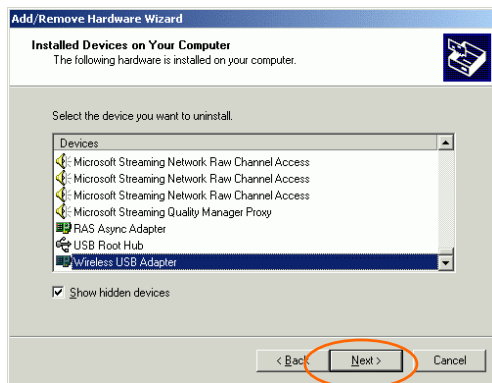 Add/Remove Hardware Wizard
Installed Devices on Your Computer
The following hardware is installed on your computer.
Select the device you want to uninstall.
Devices
Microsoft Streaming Network Raw Channel Access
Microsoft Streaming Network Raw Channel Access
Microsoft Streaming Network Raw Channel Access
Microsoft Streaming Quality Manager Proxy
RAS Async Adapter
USB Root Hub
Wireless USB Adapter
Show hidden devices
< Back Next > Cancel